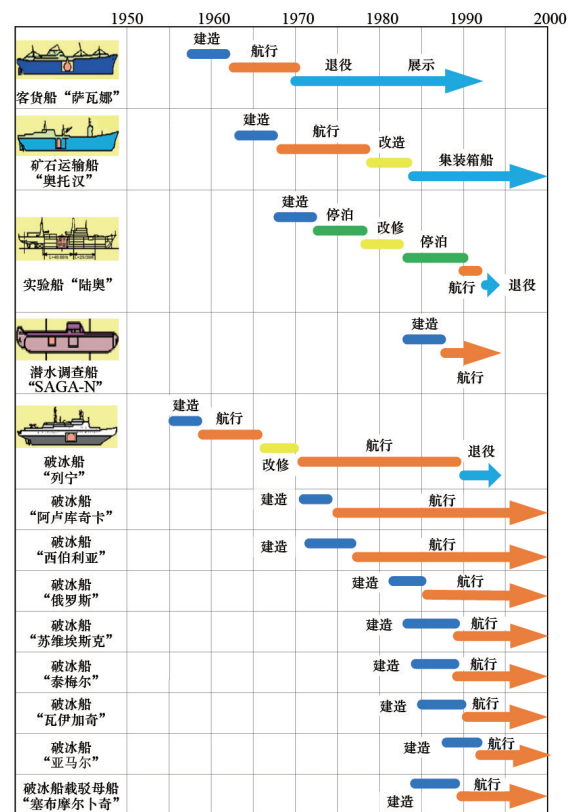 1950 1960 1970 1980 1990 2000
建造
航行
退役 展示
客货船“萨瓦娜”
建造
航行
改造
集装箱船
矿石运输船
“奥托汉”
建造
停泊
改修
停泊
航行
退役
实验船“陆奥”
建造
航行
潜水调查船
“SAGA-N”
建造
航行
改修
航行
退役
破冰船
“列宁”
破冰船
“阿卢库奇卡”
建造 航行
破冰船
“西伯利亚”
建造 航行
破冰船
“俄罗斯”
建造 航行
破冰船
“苏维埃斯克”
建造 航行
破冰船
“泰梅尔”
建造 航行
破冰船
“瓦伊加奇”
建造 航行
破冰船
“亚马尔”
建造 航行
破冰船载驳母船
“塞布摩尔卜奇”
建造 航行